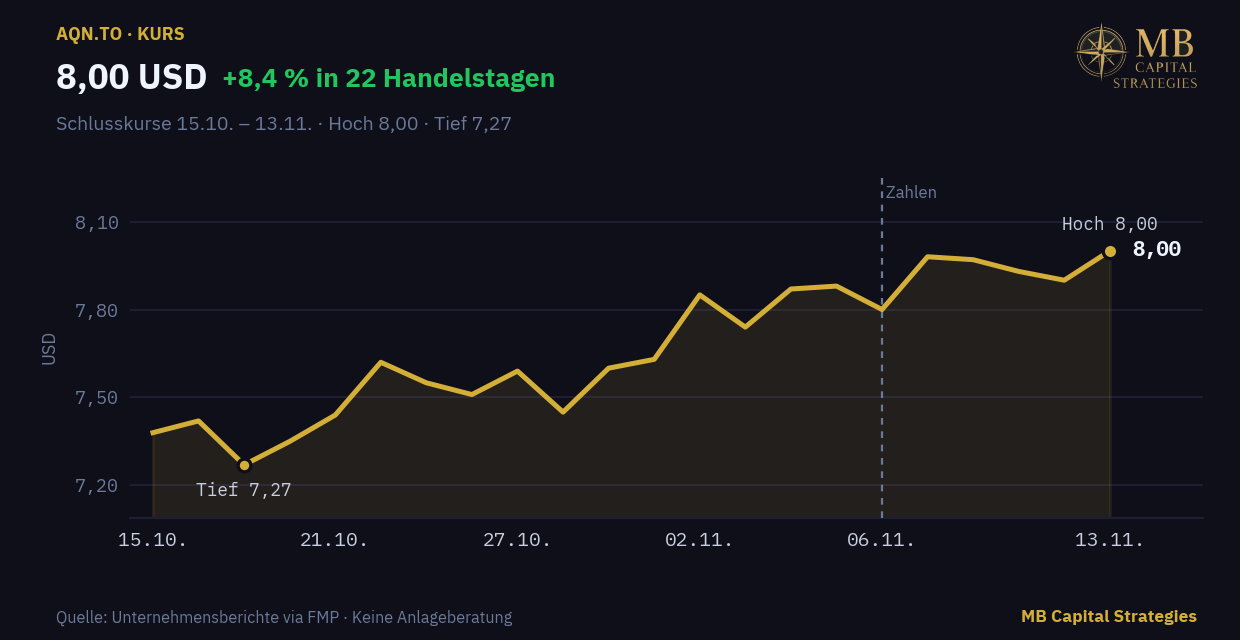 AQN.TO · KURS
8,00 USD +8,4 % in 22 Handelstagen
Schlusskurse 15.10. – 13.11. · Hoch 8,00 · Tief 7,27
MB
CAPITAL
STRATEGIES
Zahlen
8,10
Hoch 8,00
8,00
7,80
USD
7,50
7,20
Tief 7,27
15.10. 21.10. 27.10. 02.11. 06.11. 13.11.
Quelle: Unternehmensberichte via FMP · Keine Anlageberatung
MB Capital Strategies